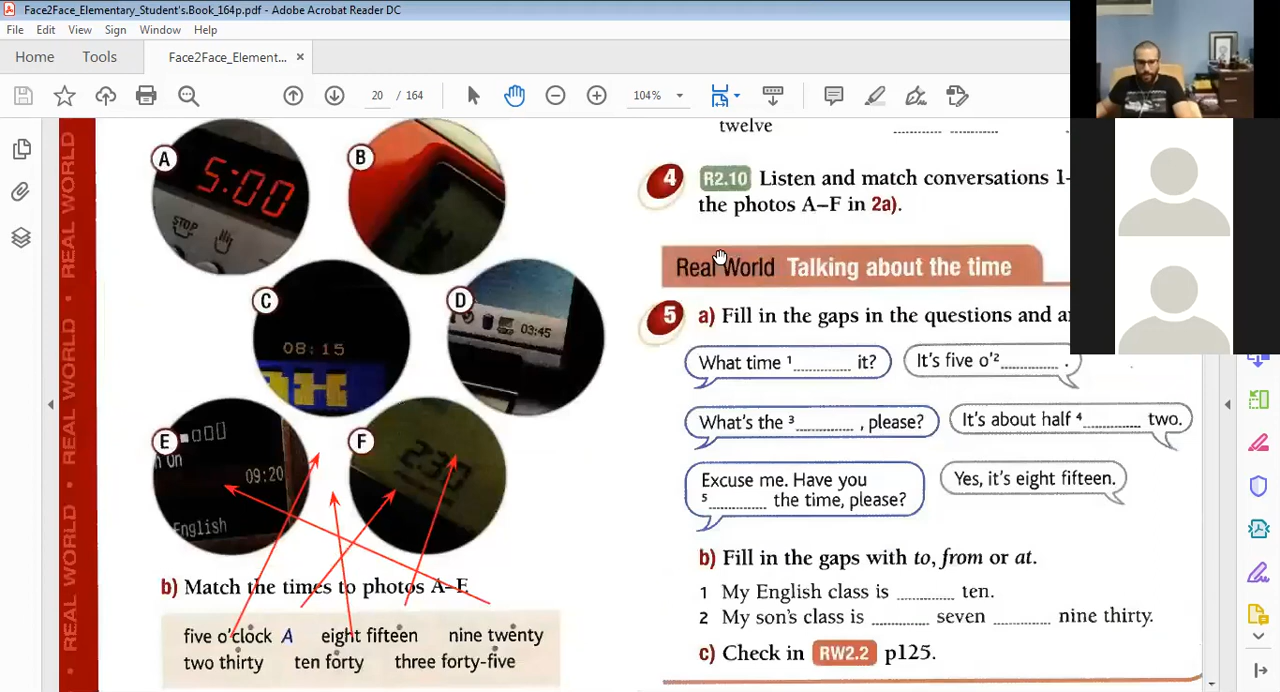 Face2Face_Elementary_Student's.Book_164p.pdf - Adobe Acrobat Reader DC
File Edit View Sign Window Help
Home Tools Face2Face_Element... ×
20 / 164 104%
REAL WORLD • REAL WORLD • REAL WORLD • REAL WORLD
A
5:00
STOP
B
C
08:15
D
03:45
E
n On
09:20
English
F
2:30
b) Match the times to photos A–F.
five o'clock A eight fifteen nine twenty
two thirty ten forty three forty-five
twelve
4 R2.10 Listen and match conversations 1-
the photos A–F in 2a).
Real World Talking about the time
5 a) Fill in the gaps in the questions and a
What time 1 it?
It's five o'2 .
What's the 3 , please?
It's about half 4 two.
Excuse me. Have you
5 the time, please?
Yes, it's eight fifteen.
b) Fill in the gaps with to, from or at.
1 My English class is ten.
2 My son's class is seven nine thirty.
c) Check in RW2.2 p125.